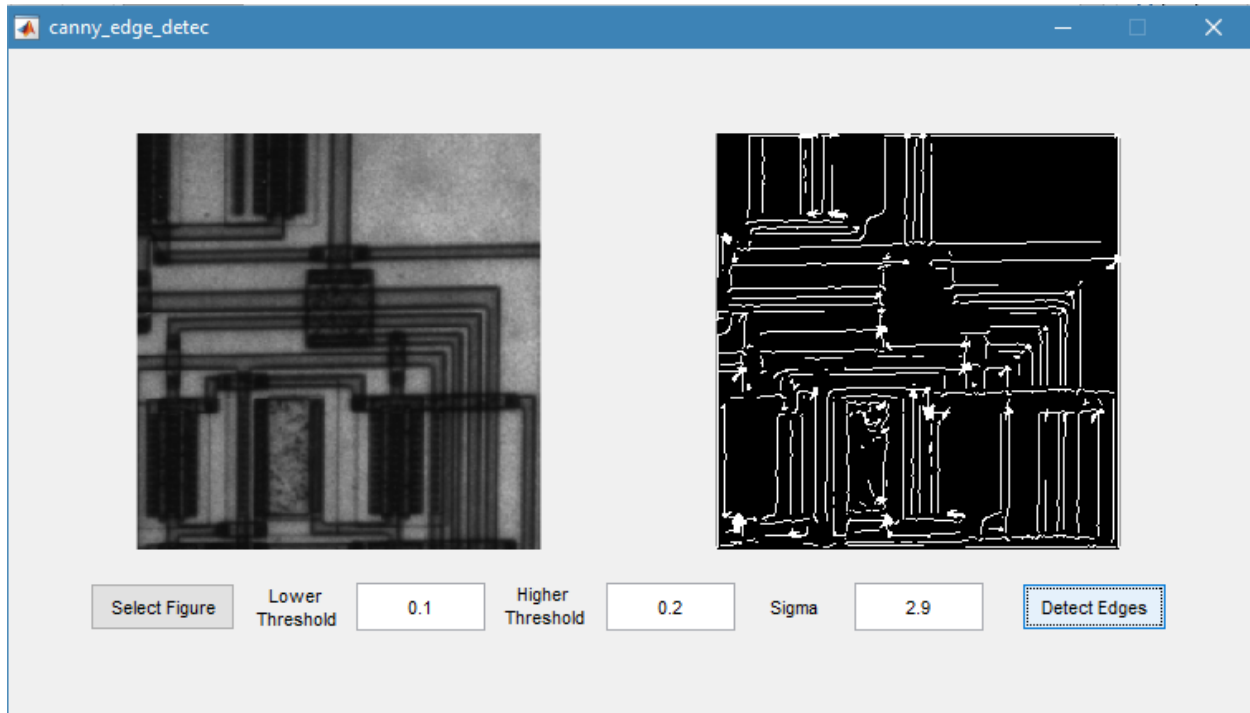 canny_edge_detec
Select Figure
Lower
Threshold
0.1
Higher
Threshold
0.2
Sigma
2.9
Detect Edges